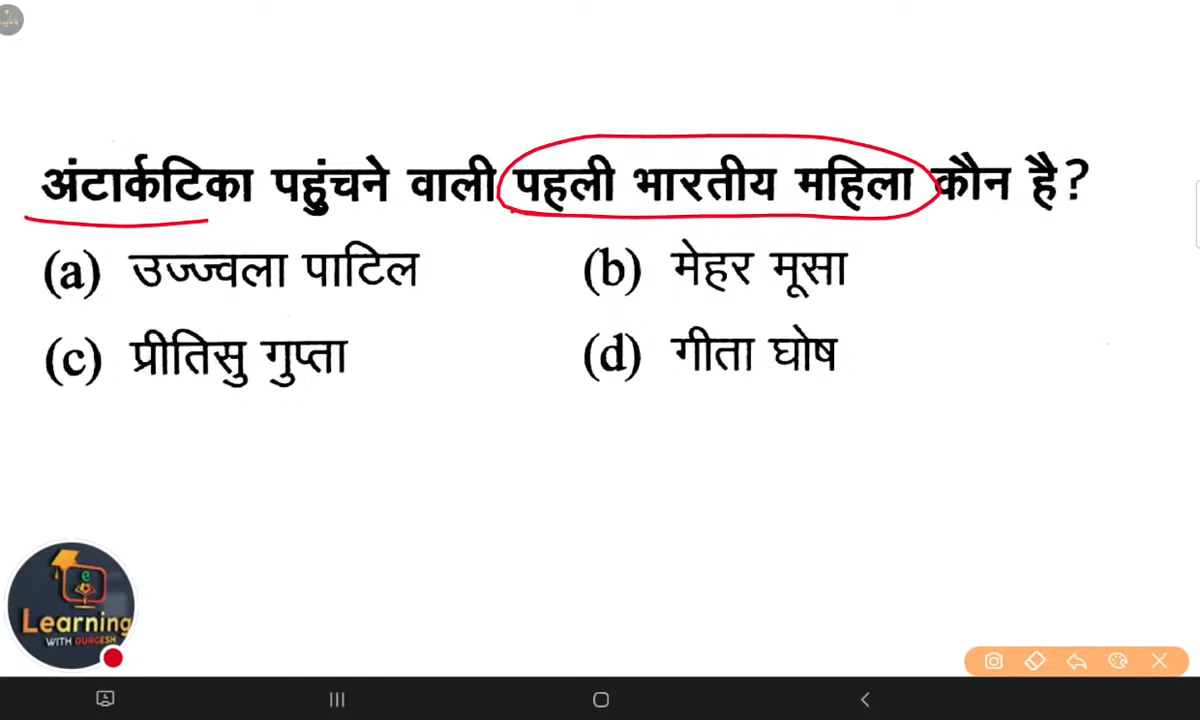 अंटार्कटिका पहुंचने वाली पहली भारतीय महिला कौन है?
(a) उज्ज्वला पाटिल (b) मेहर मूसा
(c) प्रीतिसु गुप्ता (d) गीता घोष
e
Learning
WITH DURGESH